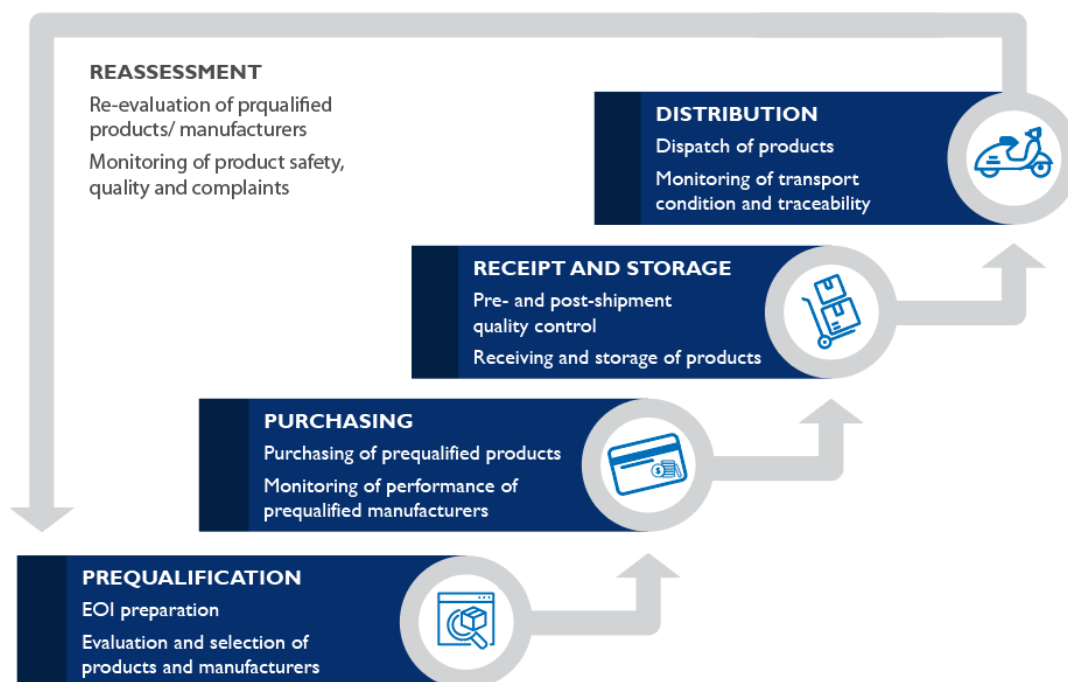 REASSESSMENT
Re-evaluation of prqualified
products/ manufacturers
Monitoring of product safety,
quality and complaints
DISTRIBUTION
Dispatch of products
Monitoring of transport
condition and traceability
RECEIPT AND STORAGE
Pre- and post-shipment
quality control
Receiving and storage of products
PURCHASING
Purchasing of prequalified products
Monitoring of performance of
prequalified manufacturers
$
PREQUALIFICATION
EOI preparation
Evaluation and selection of
products and manufacturers